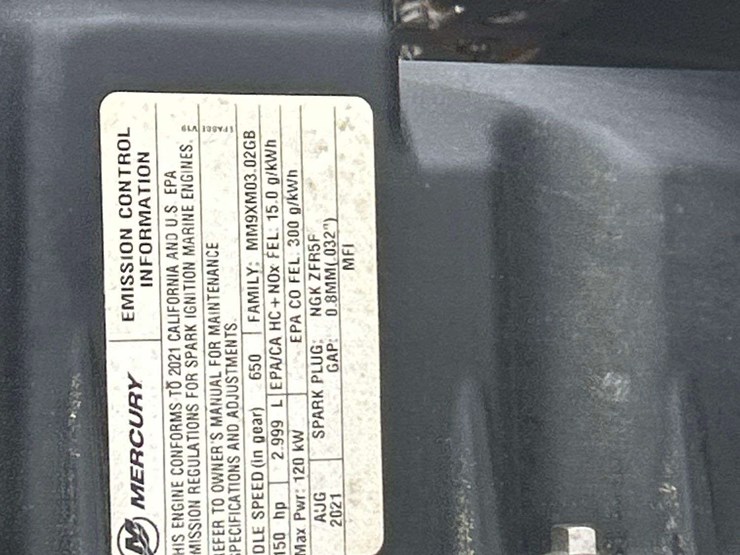 MERCURY
EMISSION CONTROL
INFORMATION
HIS ENGINE CONFORMS TO 2021 CALIFORNIA AND U.S. EPA
MISSION REGULATIONS FOR SPARK IGNITION MARINE ENGINES.
EFER TO OWNER'S MANUAL FOR MAINTENANCE
PECIFICATIONS AND ADJUSTMENTS.
DLE SPEED (in gear) 650 FAMILY: MM9XM03.02GB
150 hp 2.999 L EPA/CA HC+NOx FEL: 15.0 g/kWh
Max Pwr: 120 kW EPA CO FEL: 300 g/kWh
AUG
2021
SPARK PLUG: NGK ZFR5F
GAP: 0.8MM(.032")
MFI